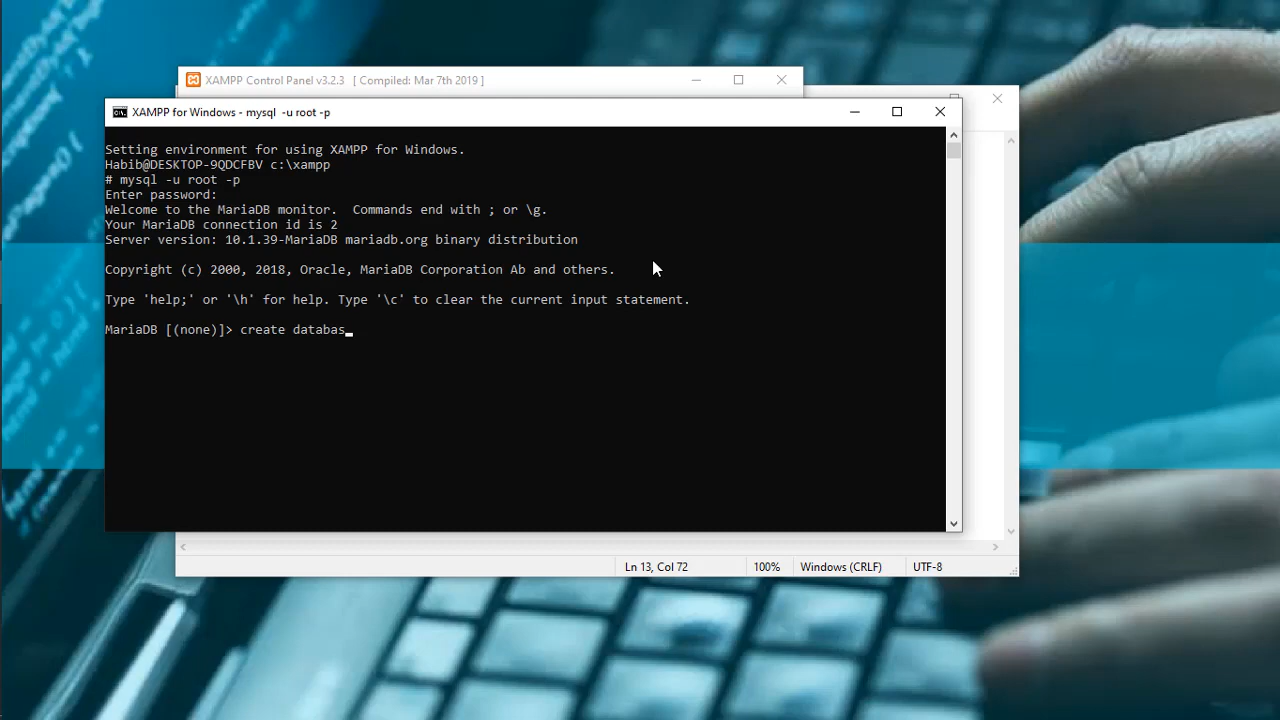 XAMPP Control Panel v3.2.3 [ Compiled: Mar 7th 2019 ]
XAMPP for Windows - mysql -u root -p
Setting environment for using XAMPP for Windows.
Habib@DESKTOP-9QDCFBV c:\xampp
# mysql -u root -p
Enter password:
Welcome to the MariaDB monitor.  Commands end with ; or \g.
Your MariaDB connection id is 2
Server version: 10.1.39-MariaDB mariadb.org binary distribution
Copyright (c) 2000, 2018, Oracle, MariaDB Corporation Ab and others.
Type 'help;' or '\h' for help. Type '\c' to clear the current input statement.
MariaDB [(none)]> create databas_
Ln 13, Col 72 100% Windows (CRLF) UTF-8